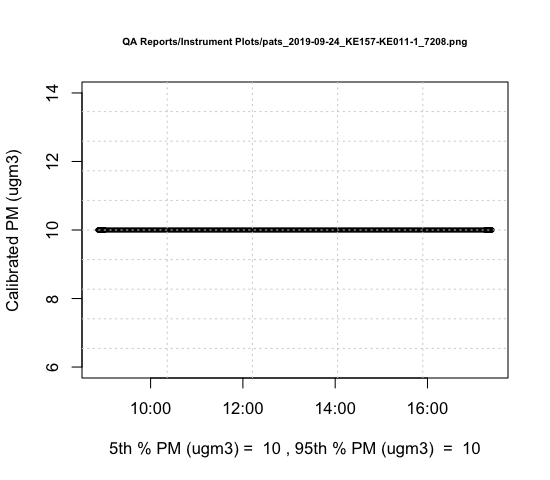 QA Reports/Instrument Plots/pats_2019-09-24_KE157-KE011-1_7208.png
Calibrated PM (ugm3)
14
12
10
8
6
10:00 12:00 14:00 16:00
5th % PM (ugm3) = 10 , 95th % PM (ugm3) = 10